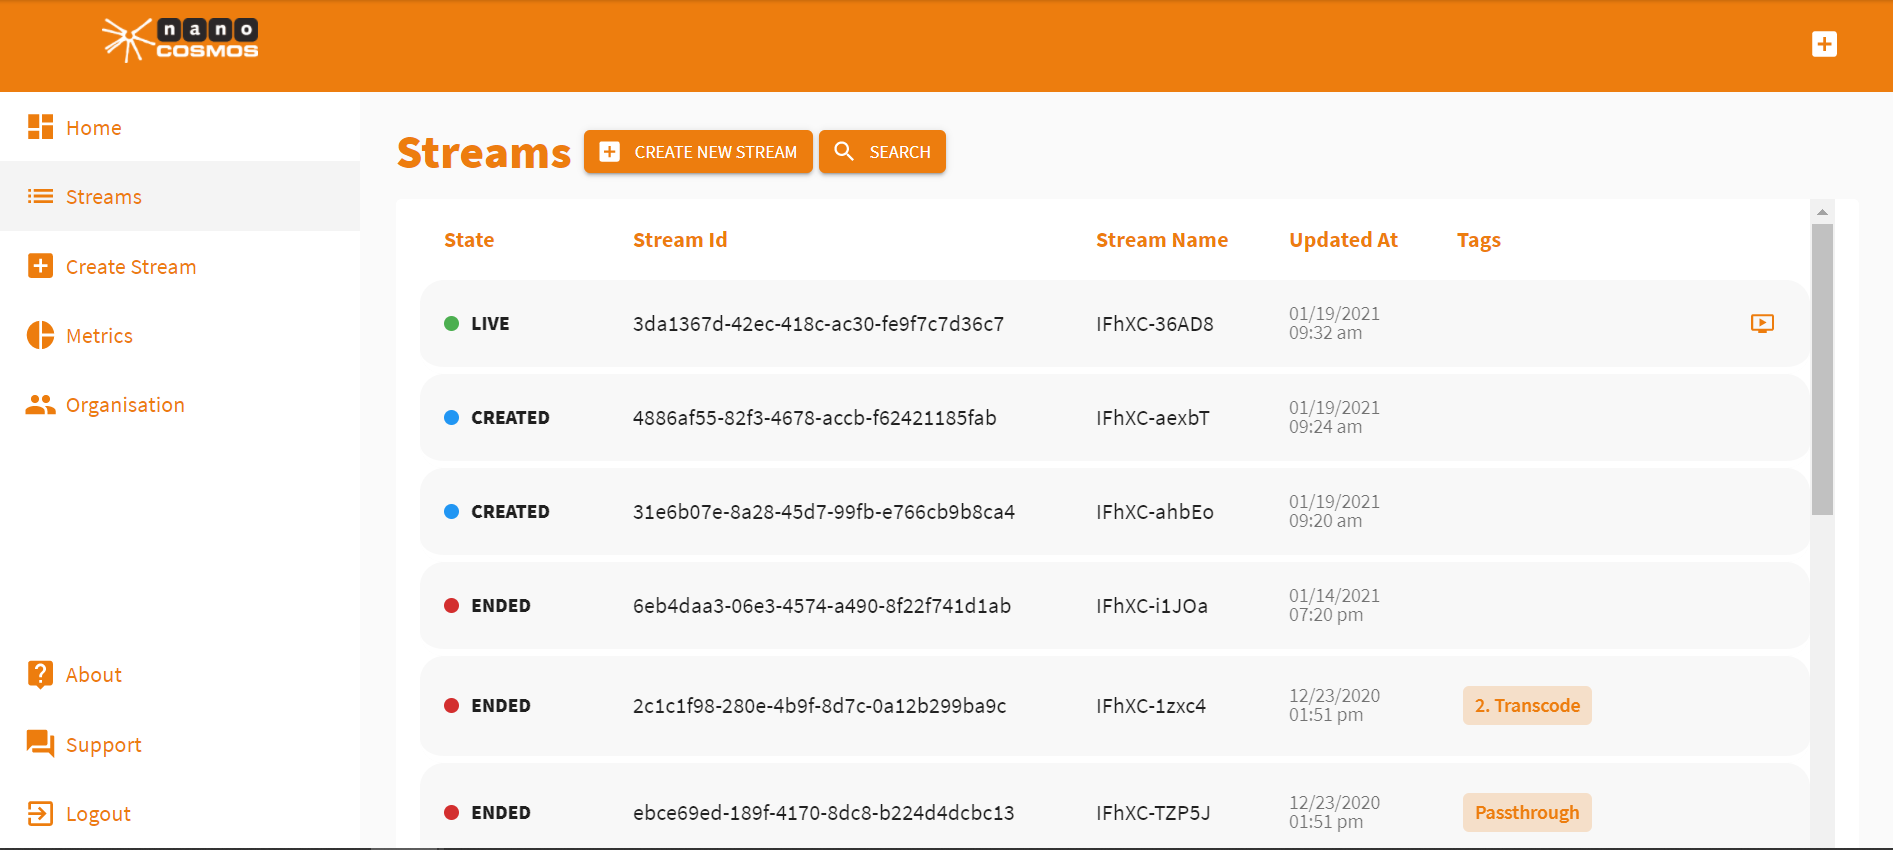 nano
COSMOS
Home
Streams
Create Stream
Metrics
Organisation
About
Support
Logout
Streams
CREATE NEW STREAM
SEARCH
State Stream Id Stream Name Updated At Tags
LIVE 3da1367d-42ec-418c-ac30-fe9f7c7d36c7 IFhXC-36AD8 01/19/2021
09:32 am
CREATED 4886af55-82f3-4678-accb-f62421185fab IFhXC-aexbT 01/19/2021
09:24 am
CREATED 31e6b07e-8a28-45d7-99fb-e766cb9b8ca4 IFhXC-ahbEo 01/19/2021
09:20 am
ENDED 6eb4daa3-06e3-4574-a490-8f22f741d1ab IFhXC-i1JOa 01/14/2021
07:20 pm
ENDED 2c1c1f98-280e-4b9f-8d7c-0a12b299ba9c IFhXC-1zxc4 12/23/2020
01:51 pm
2. Transcode
ENDED ebce69ed-189f-4170-8dc8-b224d4dcbc13 IFhXC-TZP5J 12/23/2020
01:51 pm
Passthrough